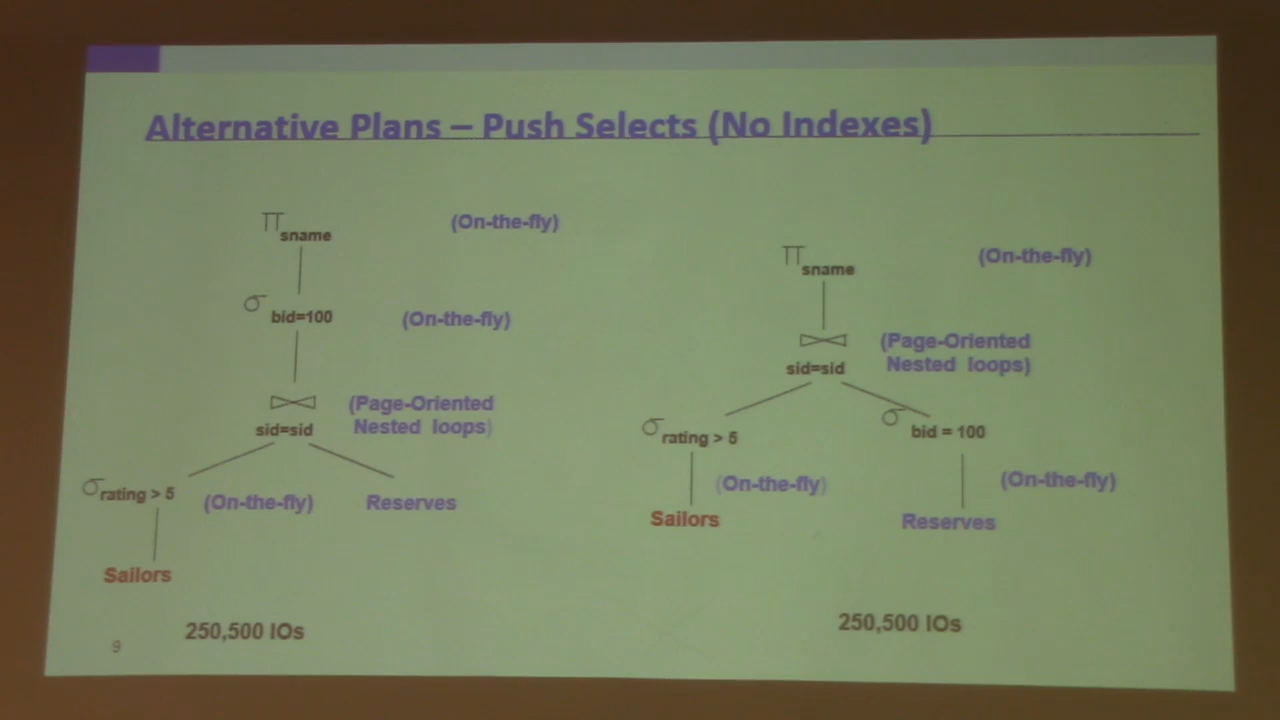 Alternative Plans – Push Selects (No Indexes)
π sname (On-the-fly)
σ bid=100 (On-the-fly)
⋈ sid=sid (Page-Oriented
Nested loops)
σ rating > 5 (On-the-fly) Reserves
Sailors
250,500 IOs
π sname (On-the-fly)
⋈ sid=sid (Page-Oriented
Nested loops)
σ rating > 5 σ bid = 100
(On-the-fly) (On-the-fly)
Sailors Reserves
250,500 IOs
9